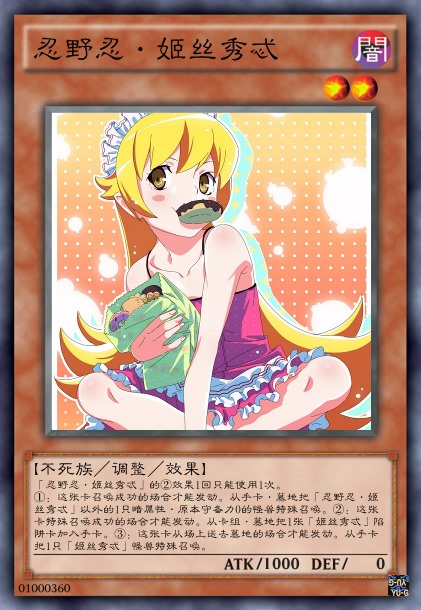 忍野忍・姬丝秀忒
闇
【不死族／调整／效果】
「忍野忍・姬丝秀忒」的②效果1回只能使用1次。
①：这张卡召唤成功的场合才能发动。从手卡・墓地把「忍野忍・姬
丝秀忒」以外的1只暗属性・原本守备力0的怪兽特殊召唤。②：这
张卡特殊召唤成功的场合才能发动。从卡组・墓地把1张「姬丝秀忒」陷
阱卡加入手卡。③：这张卡从场上送去墓地的场合才能发动。从手卡
把1只「姬丝秀忒」怪兽特殊召唤。
ATK/1000 DEF/ 0
01000360
YU-G